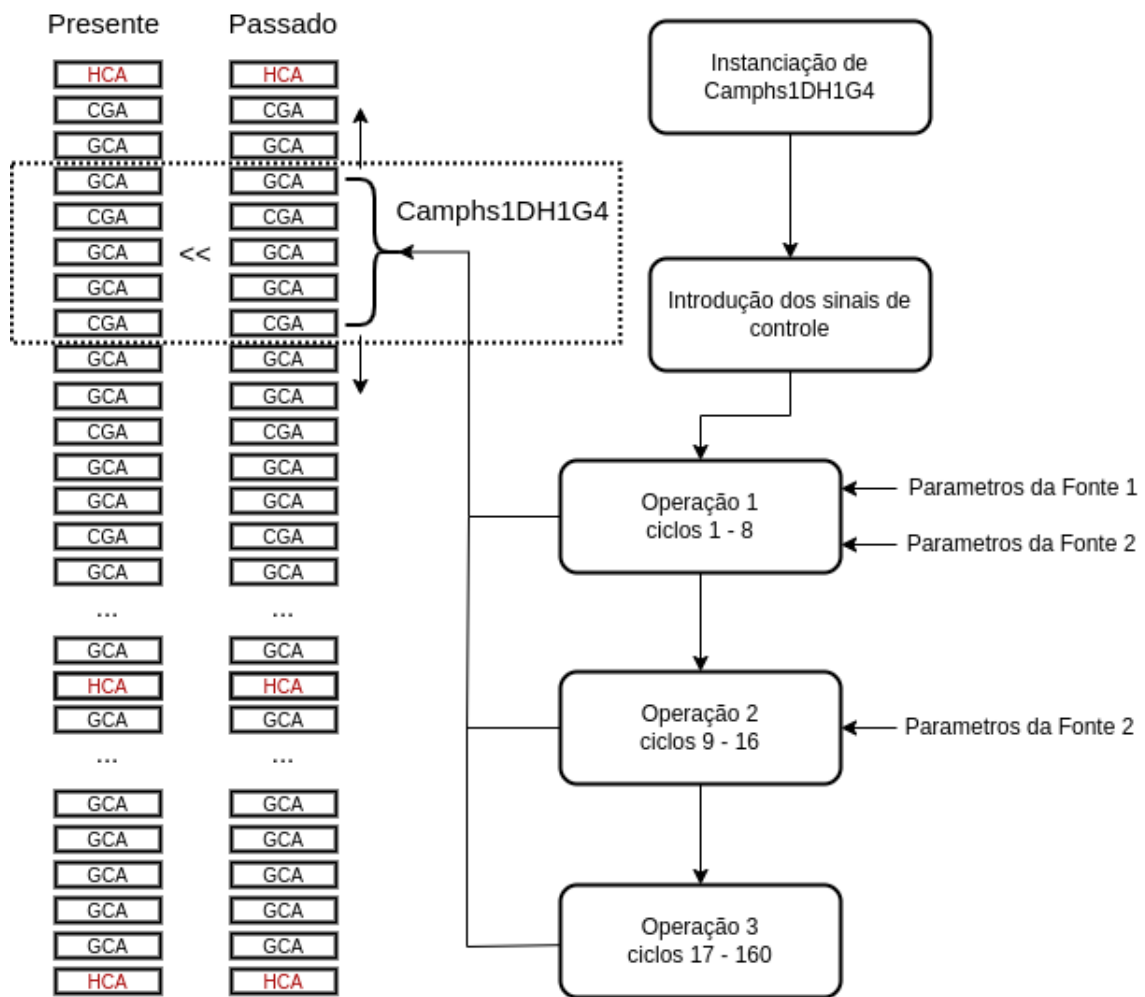 Presente Passado
HCA HCA
CGA CGA
GCA GCA
GCA GCA
CGA CGA
GCA << GCA
GCA GCA
CGA CGA
GCA GCA
GCA GCA
CGA CGA
GCA GCA
GCA GCA
CGA CGA
GCA GCA
... ...
GCA GCA
HCA HCA
GCA GCA
... ...
GCA GCA
GCA GCA
GCA GCA
GCA GCA
GCA GCA
HCA HCA
Camphs1DH1G4
Instanciação de
Camphs1DH1G4
Introdução dos sinais de
controle
Operação 1
ciclos 1 - 8
Parametros da Fonte 1
Parametros da Fonte 2
Operação 2
ciclos 9 - 16
Parametros da Fonte 2
Operação 3
ciclos 17 - 160